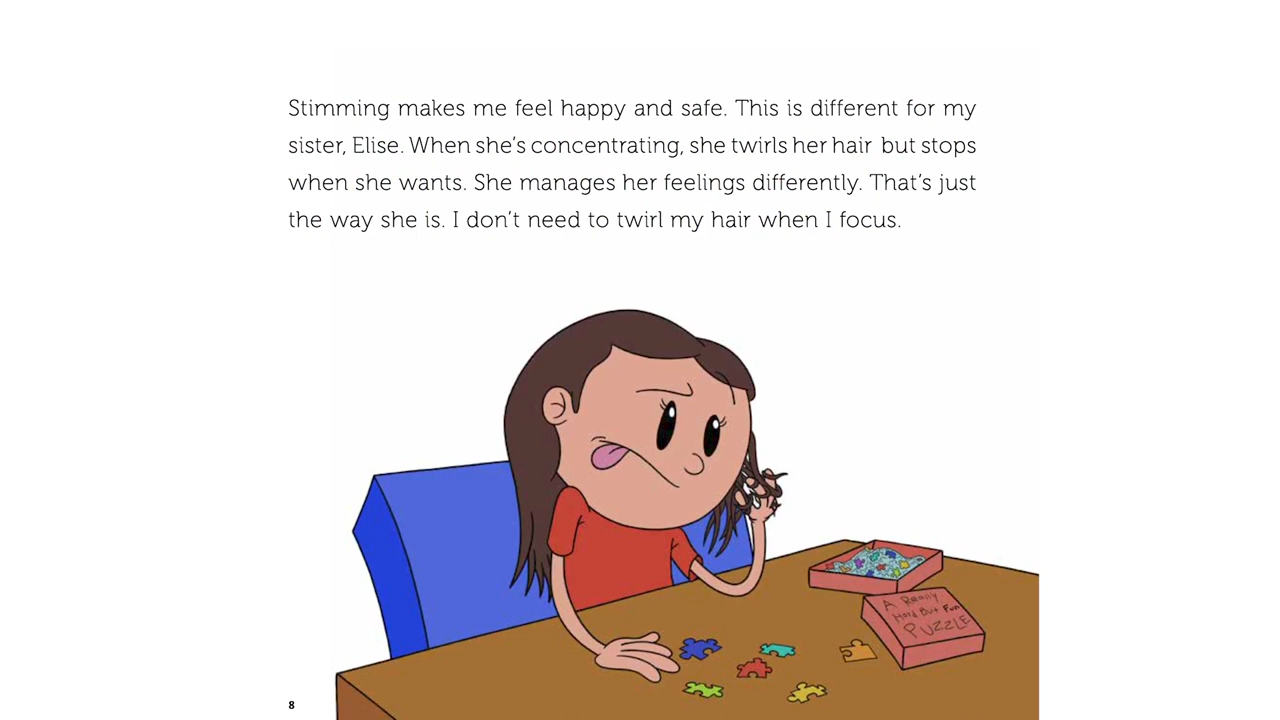 Stimming makes me feel happy and safe. This is different for my
sister, Elise. When she's concentrating, she twirls her hair but stops
when she wants. She manages her feelings differently. That's just
the way she is. I don't need to twirl my hair when I focus.
A Really
Hard But Fun
PUZZLE
8